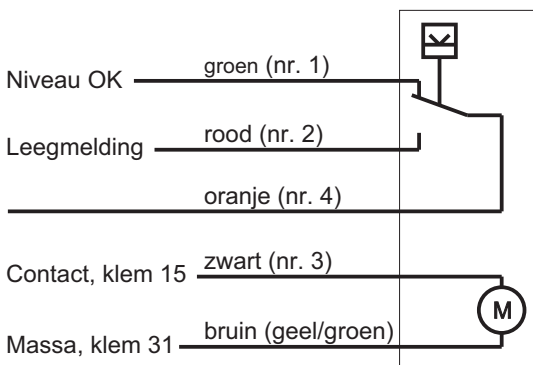 Niveau OK groen (nr. 1)
Leegmelding rood (nr. 2)
oranje (nr. 4)
Contact, klem 15 zwart (nr. 3)
M
Massa, klem 31 bruin (geel/groen)